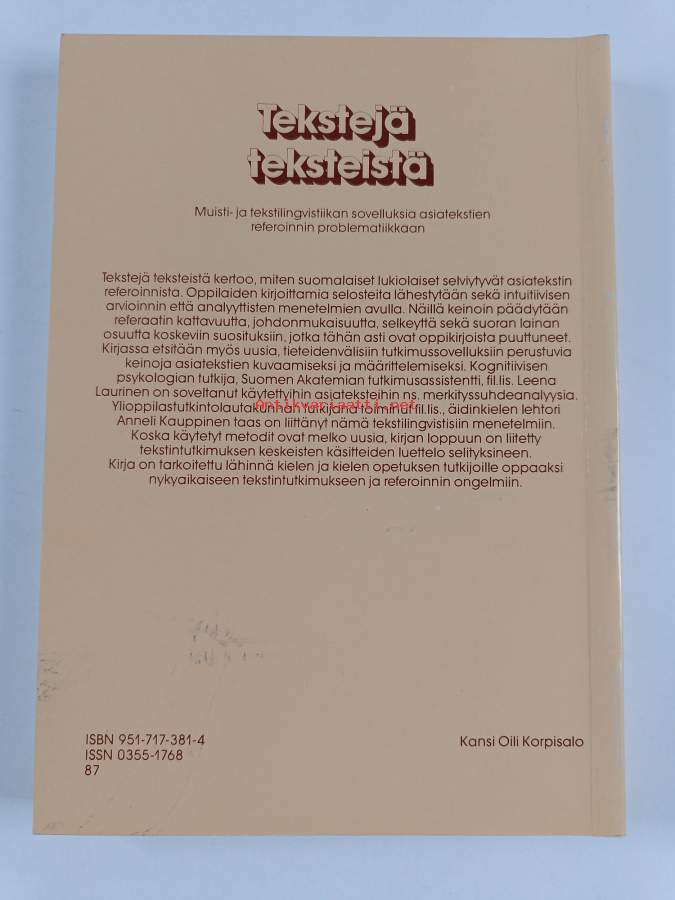 Tekstejä
teksteistä
Muisti- ja tekstilingvistiikan sovelluksia asiatekstien
referoinnin problematiikkaan
Tekstejä teksteistä kertoo, miten suomalaiset lukiolaiset selviytyvät asiatekstin
referoinnista. Oppilaiden kirjoittamia selosteita lähestytään sekä intuitiivisen
arvioinnin että analyyttisten menetelmien avulla. Näillä keinoin päädytään
referaatin kattavuutta, johdonmukaisuutta, selkeyttä sekä suoran lainan
osuutta koskeviin suosituksiin, jotka tähän asti ovat oppikirjoista puuttuneet.
Kirjassa etsitään myös uusia, tieteidenvälisiin tutkimussovelluksiin perustuvia
keinoja asiatekstien kuvaamiseksi ja määrittelemiseksi. Kognitiivisen
psykologian tutkija, Suomen Akatemian tutkimusassistentti, fil.lis. Leena
Laurinen on soveltanut käytettyihin asiateksteihin ns. merkityssuhdeanalyysia.
antikvariaatti.net
Ylioppilastutkintolautakunnan tutkijana toiminut fil.lis., äidinkielen lehtori
Anneli Kauppinen taas on liittänyt nämä tekstilingvistisiin menetelmiin.
Koska käytetyt metodit ovat melko uusia, kirjan loppuun on liitetty
tekstintutkimuksen keskeisten käsitteiden luettelo selityksineen.
Kirja on tarkoitettu lähinnä kielen ja kielen opetuksen tutkijoille oppaaksi
nykyaikaiseen tekstintutkimukseen ja referoinnin ongelmiin.
ISBN 951-717-381-4
ISSN 0355-1768
87
Kansi Oili Korpisalo